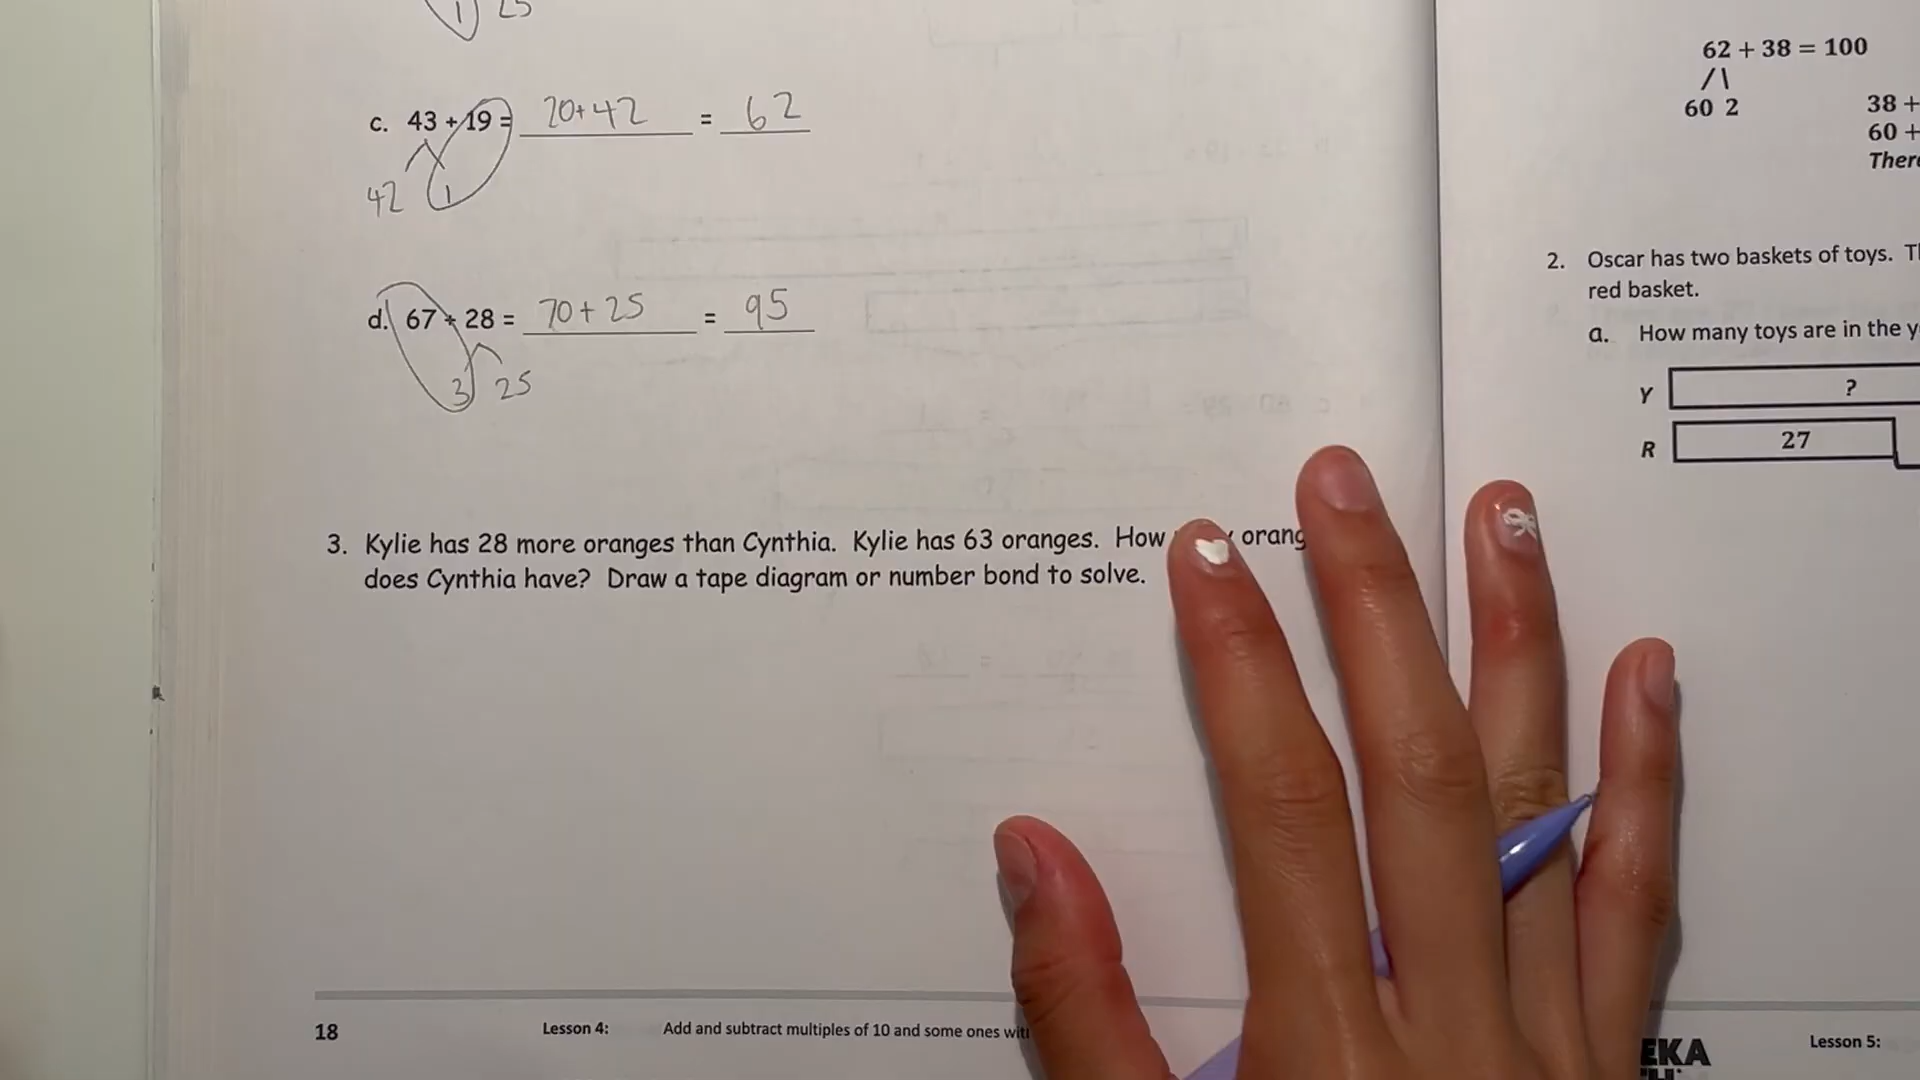 1 25
c. 43 + 19 = 20+42 = 62
42 1
d. 67 + 28 = 70+25 = 95
3 25
3. Kylie has 28 more oranges than Cynthia. Kylie has 63 oranges. How
does Cynthia have? Draw a tape diagram or number bond to solve.
18 Lesson 4: Add and subtract multiples of 10 and some ones
62 + 38 = 100
60 2
38 +
60 +
2. Oscar has two baskets of toys.
red basket.
a. How many toys are in the
Y ?
R 27
Lesson 5: